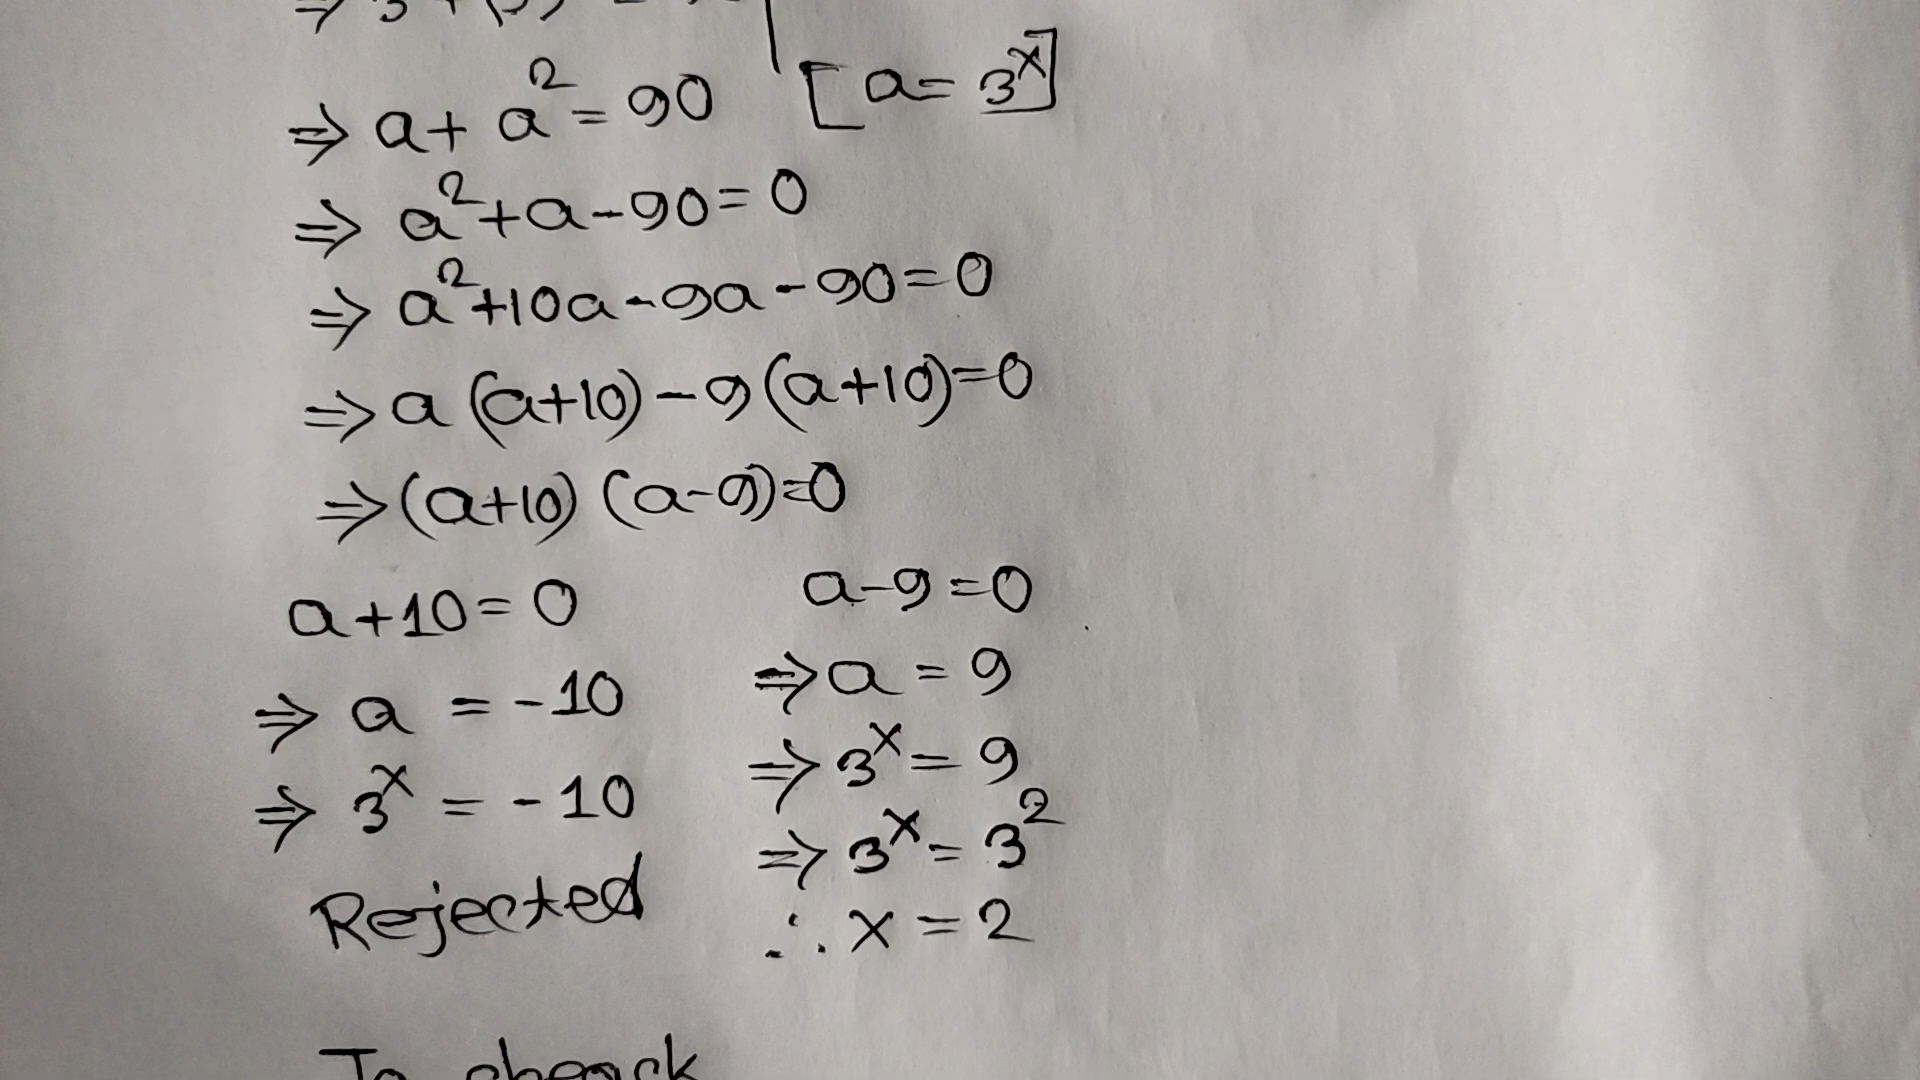 ⇒ a + a² = 90 [a = 3ˣ]
⇒ a² + a - 90 = 0
⇒ a² + 10a - 9a - 90 = 0
⇒ a (a+10) - 9 (a+10) = 0
⇒ (a+10) (a-9) = 0
a + 10 = 0
⇒ a = -10
⇒ 3ˣ = -10
Rejected
a - 9 = 0
⇒ a = 9
⇒ 3ˣ = 9
⇒ 3ˣ = 3²
∴ x = 2
To